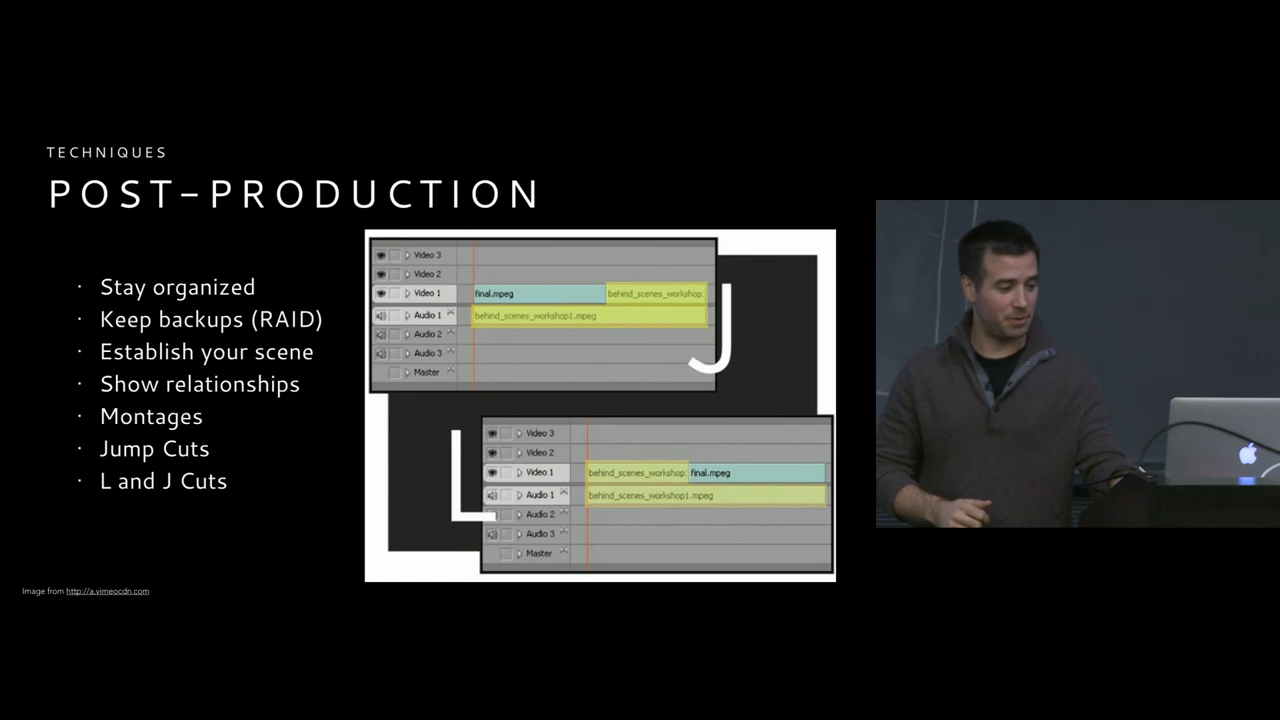 TECHNIQUES
POST-PRODUCTION
· Stay organized
· Keep backups (RAID)
· Establish your scene
· Show relationships
· Montages
· Jump Cuts
· L and J Cuts
Video 3
Video 2
Video 1 final.mpeg behind_scenes_workshop
Audio 1 behind_scenes_workshop1.mpeg
Audio 2
Audio 3
Master
J
Video 3
Video 2
Video 1 behind_scenes_workshop final.mpeg
Audio 1 behind_scenes_workshop1.mpeg
Audio 2
Audio 3
Master
L
Image from http://a.vimeocdn.com